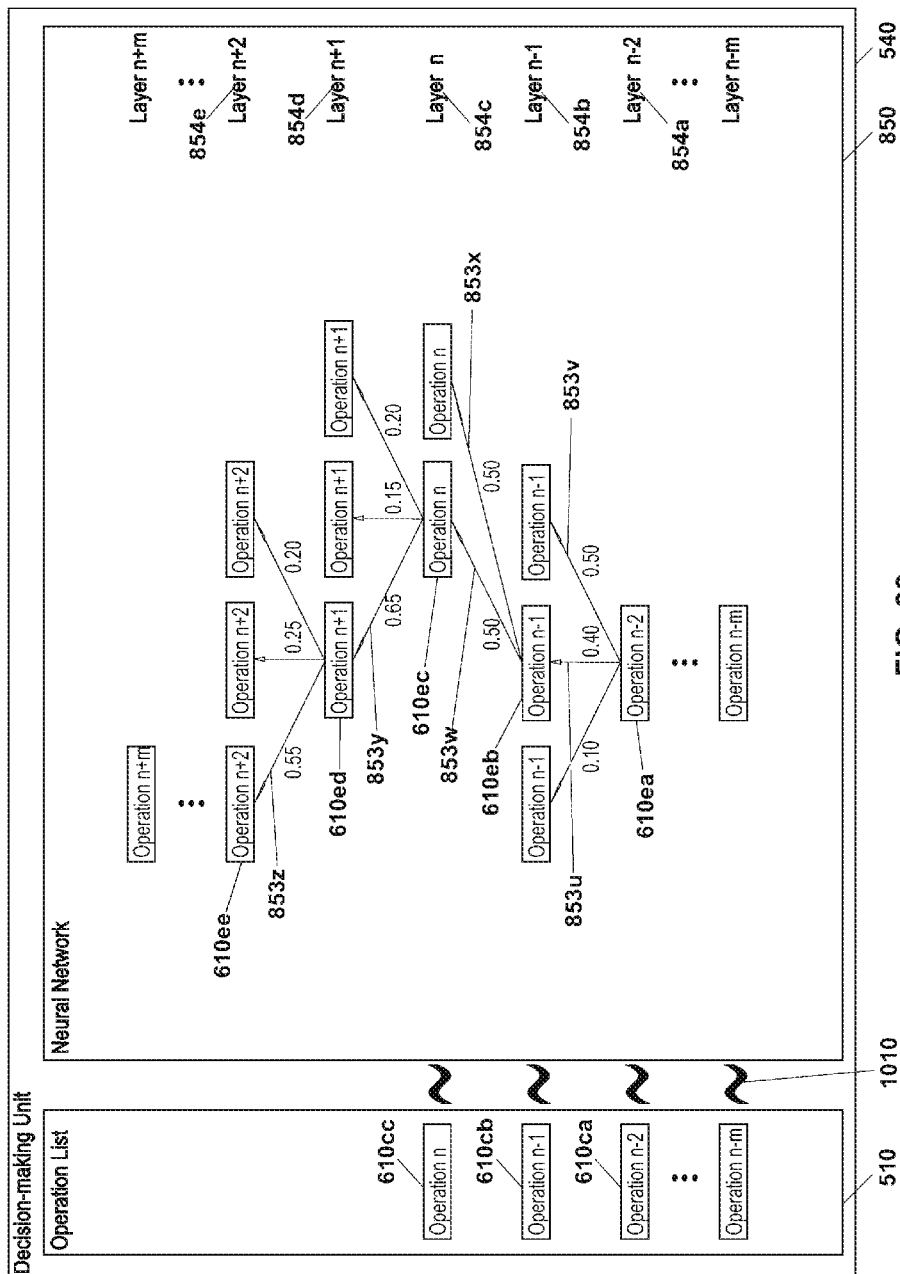 Decision-making Unit
Operation List
Neural Network
Operation n+m
Layer n+m
854e
610ee
Operation n+2
Operation n+2
Operation n+2
Layer n+2
853z
0.55
0.25
0.20
854d
610ed
Operation n+1
Operation n+1
Operation n+1
Layer n+1
853y
0.65
0.15
0.20
610cc
610ec
Operation n
Operation n
Operation n
Layer n
854c
853w
0.50
0.50
853x
610cb
610eb
Operation n-1
Operation n-1
Operation n-1
Operation n-1
Layer n-1
854b
853u
0.10
0.40
0.50
853v
610ca
610ea
Operation n-2
Operation n-2
Layer n-2
854a
Operation n-m
Operation n-m
Layer n-m
510
1010
850
540